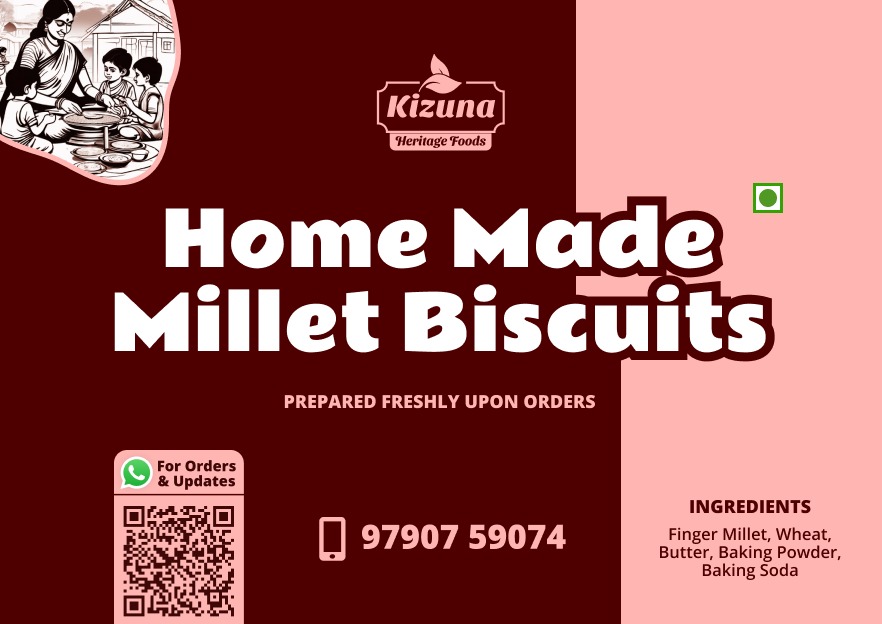 Kizuna
Heritage Foods
Home Made
Millet Biscuits
PREPARED FRESHLY UPON ORDERS
For Orders
& Updates
97907 59074
INGREDIENTS
Finger Millet, Wheat,
Butter, Baking Powder,
Baking Soda